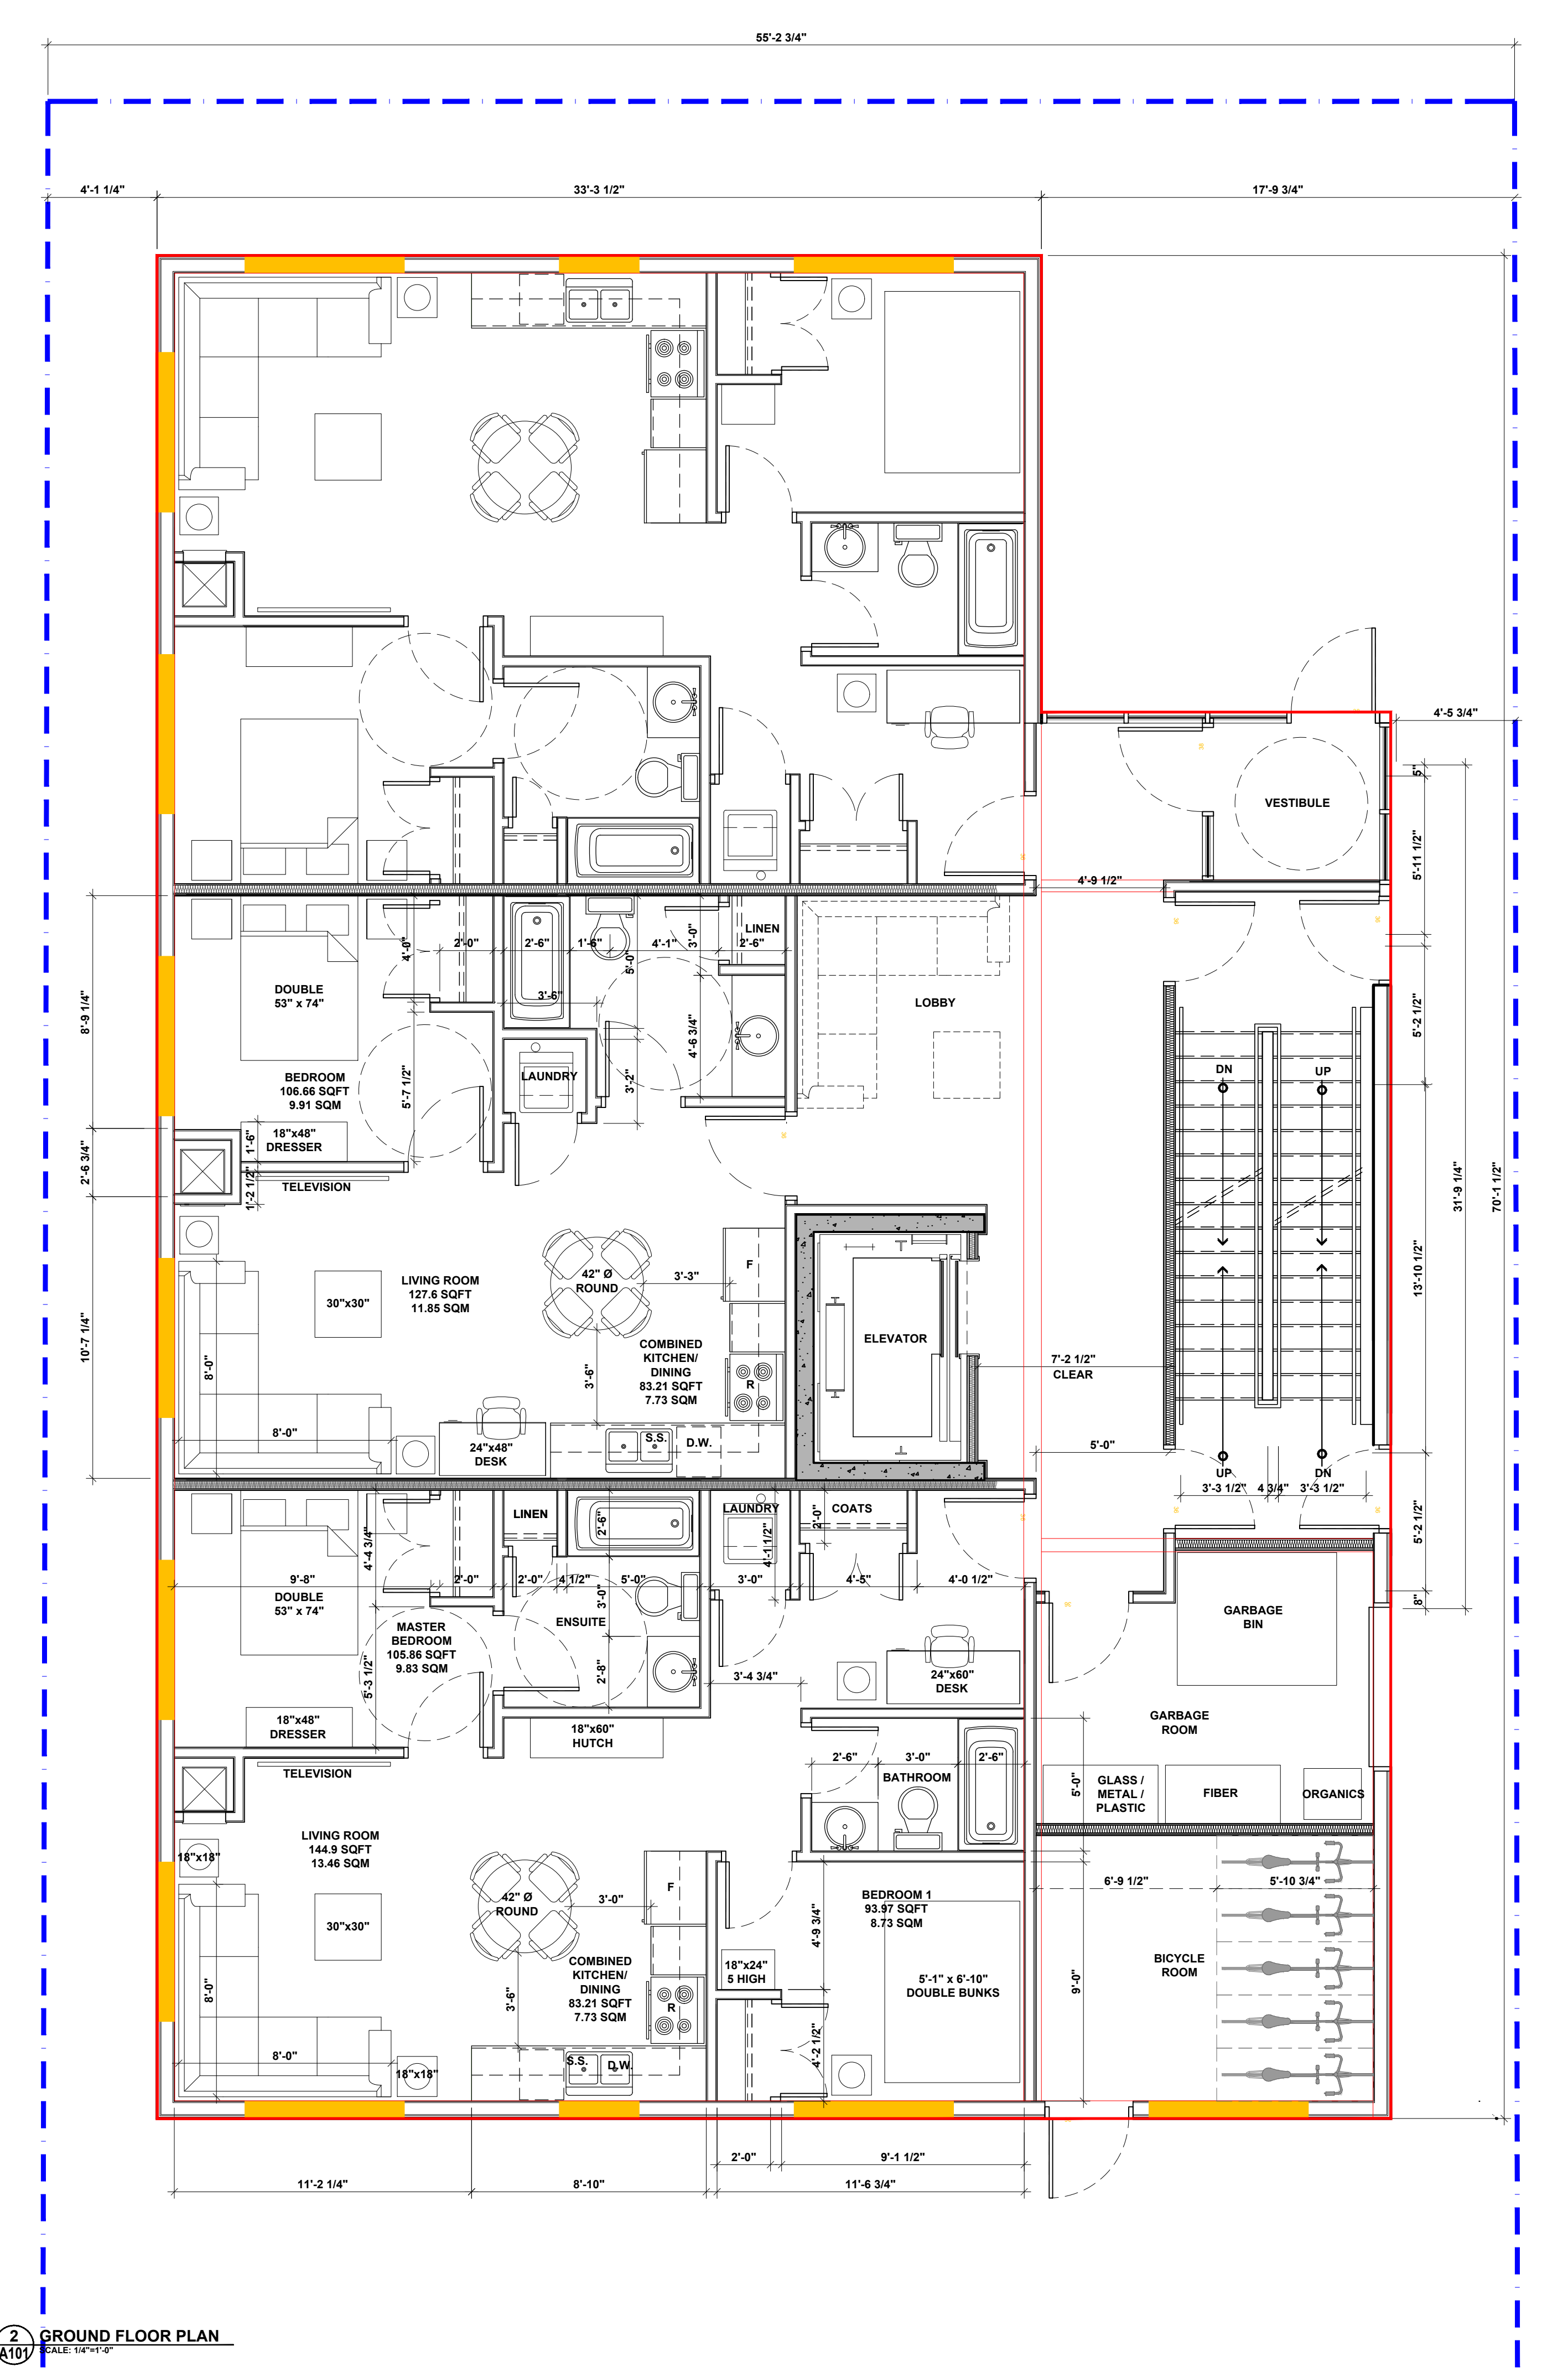 55'-2 3/4"
4'-1 1/4"
33'-3 1/2"
17'-9 3/4"
4'-5 3/4"
5"
VESTIBULE
5'-11 1/2"
4'-9 1/2"
LINEN
3'-0"
4'-0"
2'-0"
2'-6"
1'-6"
4'-1"
2'-6"
5'-0"
DOUBLE
53" x 74"
3'-6"
LOBBY
8'-9 1/4"
5'-2 1/2"
4'-6 3/4"
BEDROOM
106.66 SQFT
9.91 SQM
5'-7 1/2"
LAUNDRY
3'-2"
DN
UP
18"x48"
DRESSER
1'-6"
2'-6 3/4"
1'-2 1/2"
TELEVISION
31'-9 1/4"
70'-1 1/2"
F
42" Ø
ROUND
3'-3"
LIVING ROOM
127.6 SQFT
11.85 SQM
30"x30"
13'-10 1/2"
10'-7 1/4"
ELEVATOR
COMBINED
KITCHEN/
DINING
83.21 SQFT
7.73 SQM
8'-0"
3'-6"
R
7'-2 1/2"
CLEAR
8'-0"
S.S.
D.W.
24"x48"
DESK
5'-0"
UP
DN
3'-3 1/2"
4 3/4"
3'-3 1/2"
LINEN
LAUNDRY
COATS
2'-6"
2'-0"
4'-4 3/4"
4'-1 1/2"
5'-2 1/2"
9'-8"
2'-0"
2'-0"
4 1/2"
5'-0"
3'-0"
4'-5"
4'-0 1/2"
3'-0"
8"
DOUBLE
53" x 74"
MASTER
BEDROOM
105.86 SQFT
9.83 SQM
ENSUITE
GARBAGE
BIN
5'-3 1/2"
2'-8"
3'-4 3/4"
24"x60"
DESK
18"x48"
DRESSER
18"x60"
HUTCH
GARBAGE
ROOM
TELEVISION
2'-6"
3'-0"
2'-6"
BATHROOM
5'-0"
GLASS /
METAL /
PLASTIC
FIBER
ORGANICS
LIVING ROOM
144.9 SQFT
13.46 SQM
18"x18"
42" Ø
ROUND
3'-0"
F
BEDROOM 1
93.97 SQFT
8.73 SQM
6'-9 1/2"
5'-10 3/4"
30"x30"
4'-9 3/4"
COMBINED
KITCHEN/
DINING
83.21 SQFT
7.73 SQM
18"x24"
5 HIGH
5'-1" x 6'-10"
DOUBLE BUNKS
BICYCLE
ROOM
8'-0"
3'-6"
R
9'-0"
8'-0"
18"x18"
S.S.
D.W.
4'-2 1/2"
2'-0"
9'-1 1/2"
11'-2 1/4"
8'-10"
11'-6 3/4"
2
A101
GROUND FLOOR PLAN
SCALE: 1/4"=1'-0"